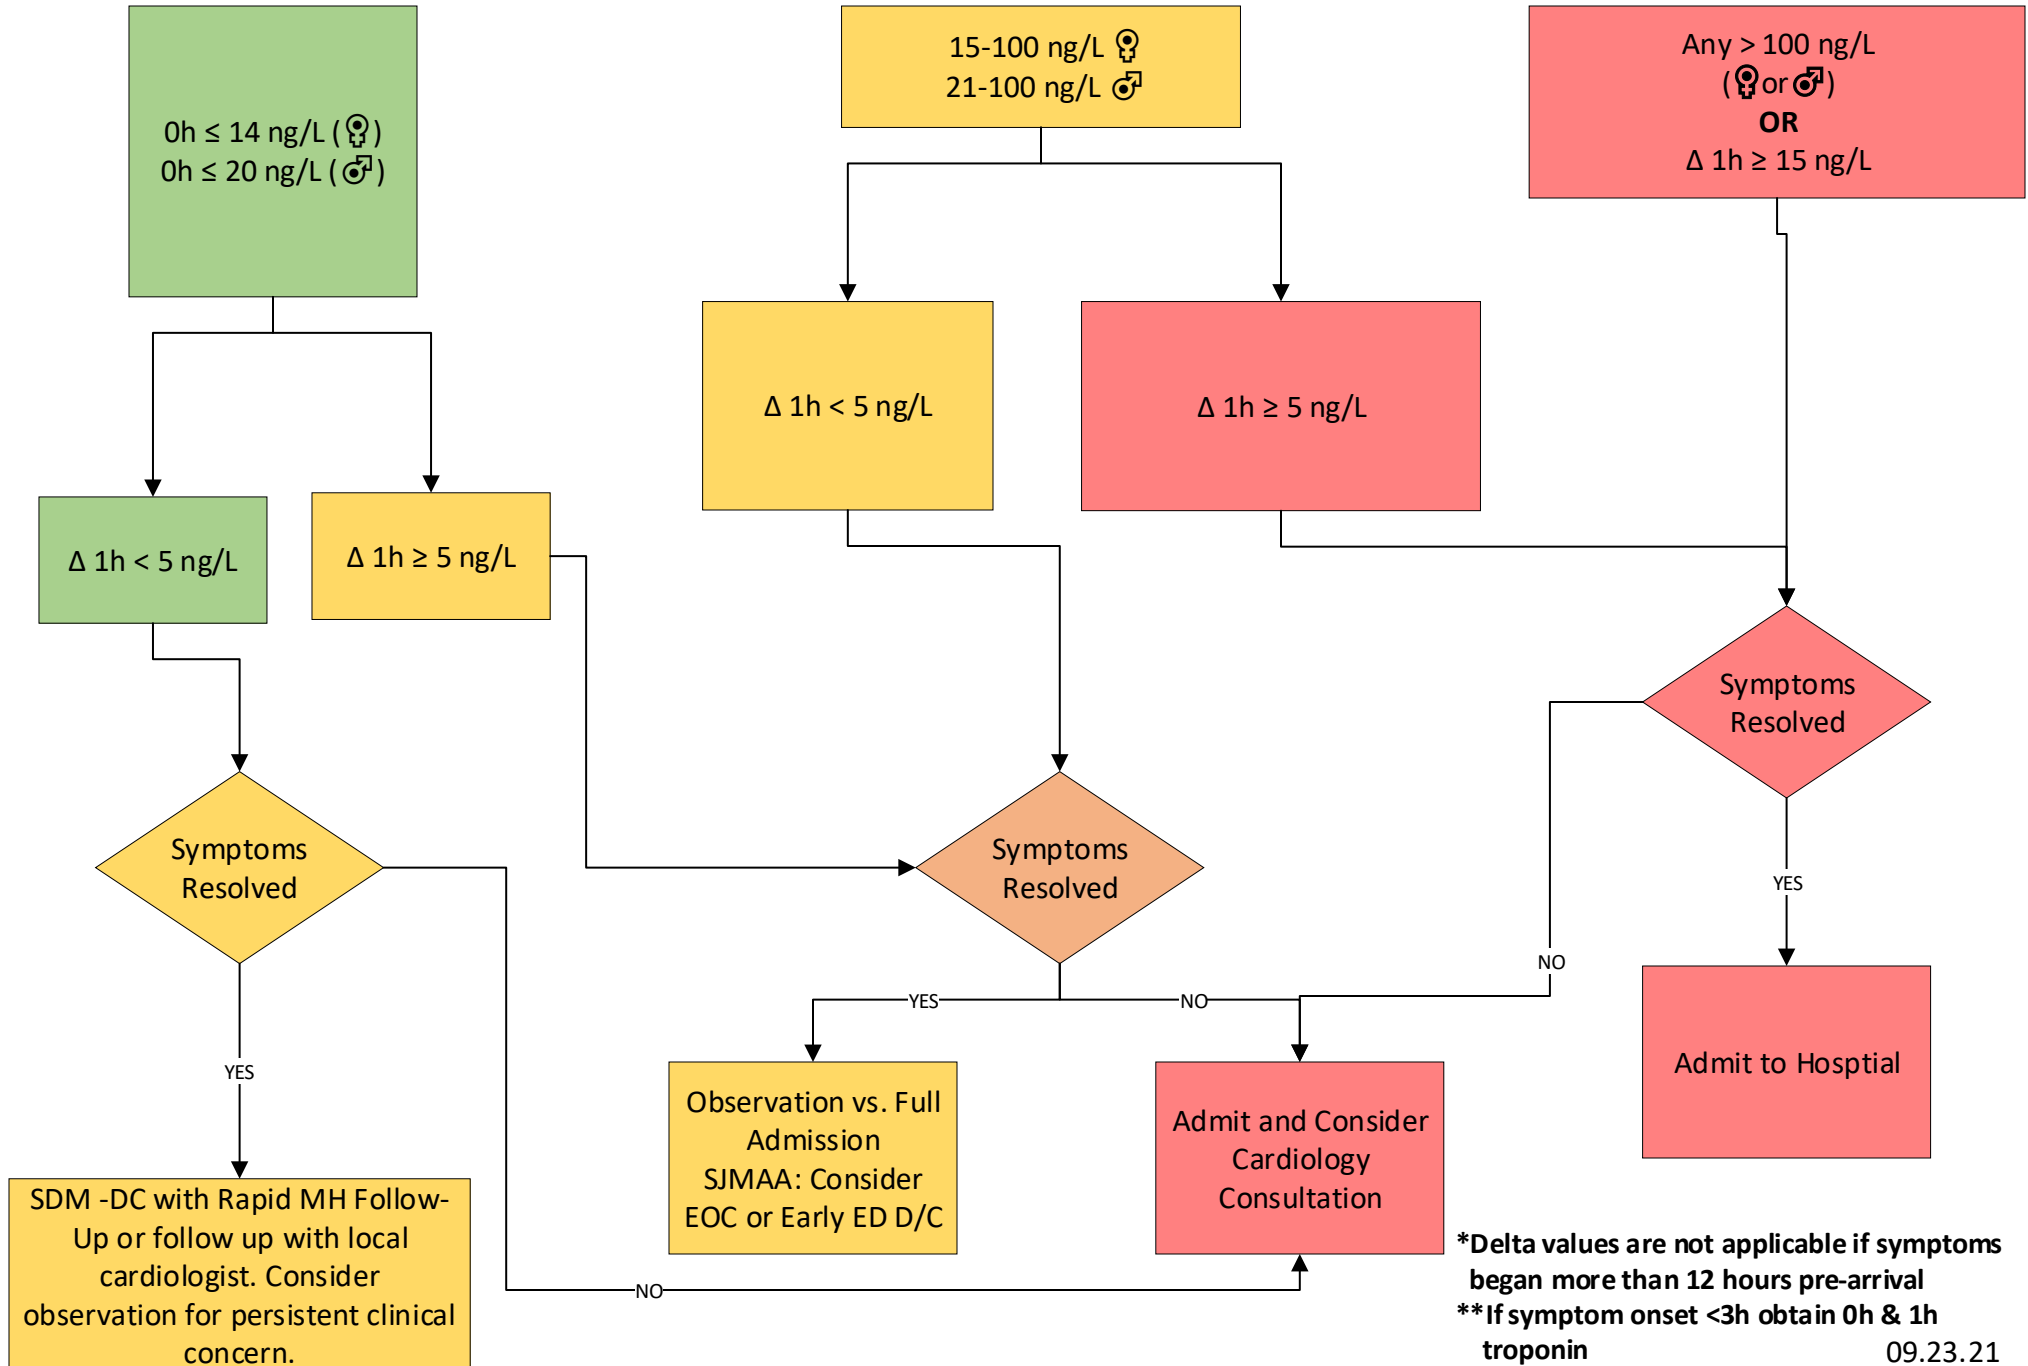 0h ≤ 14 ng/L (♀)
0h ≤ 20 ng/L (♂)
15-100 ng/L ♀
21-100 ng/L ♂
Any > 100 ng/L
(♀ or ♂)
OR
Δ 1h ≥ 15 ng/L
Δ 1h < 5 ng/L
Δ 1h ≥ 5 ng/L
Δ 1h < 5 ng/L
Δ 1h ≥ 5 ng/L
Symptoms
Resolved
Symptoms
Resolved
Symptoms
Resolved
YES
NO
YES
NO
YES
NO
SDM -DC with Rapid MH Follow-
Up or follow up with local
cardiologist. Consider
observation for persistent clinical
concern.
Observation vs. Full
Admission
SJMAA: Consider
EOC or Early ED D/C
Admit and Consider
Cardiology
Consultation
Admit to Hosptial
*Delta values are not applicable if symptoms
began more than 12 hours pre-arrival
**If symptom onset <3h obtain 0h & 1h
troponin
09.23.21